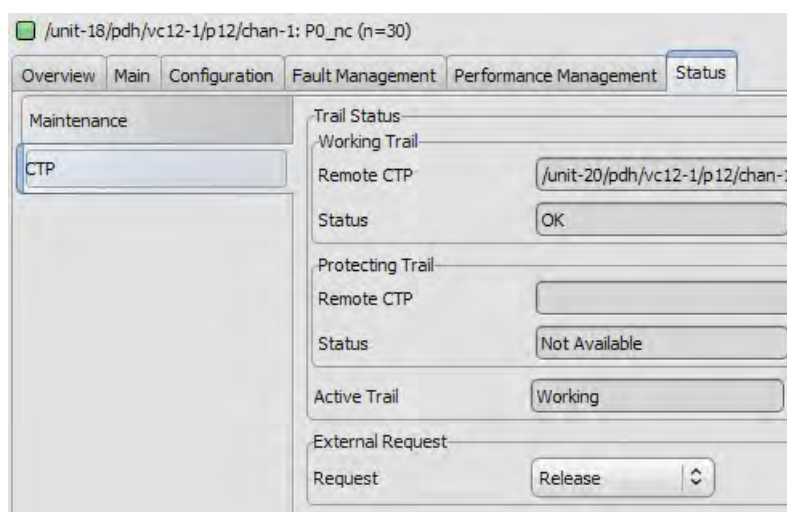 /unit-18/pdh/vc12-1/p12/chan-1: P0_nc (n=30)
Overview Main Configuration Fault Management Performance Management Status
Maintenance
CTP
Trail Status
Working Trail
Remote CTP /unit-20/pdh/vc12-1/p12/chan-1
Status OK
Protecting Trail
Remote CTP
Status Not Available
Active Trail Working
External Request
Request Release